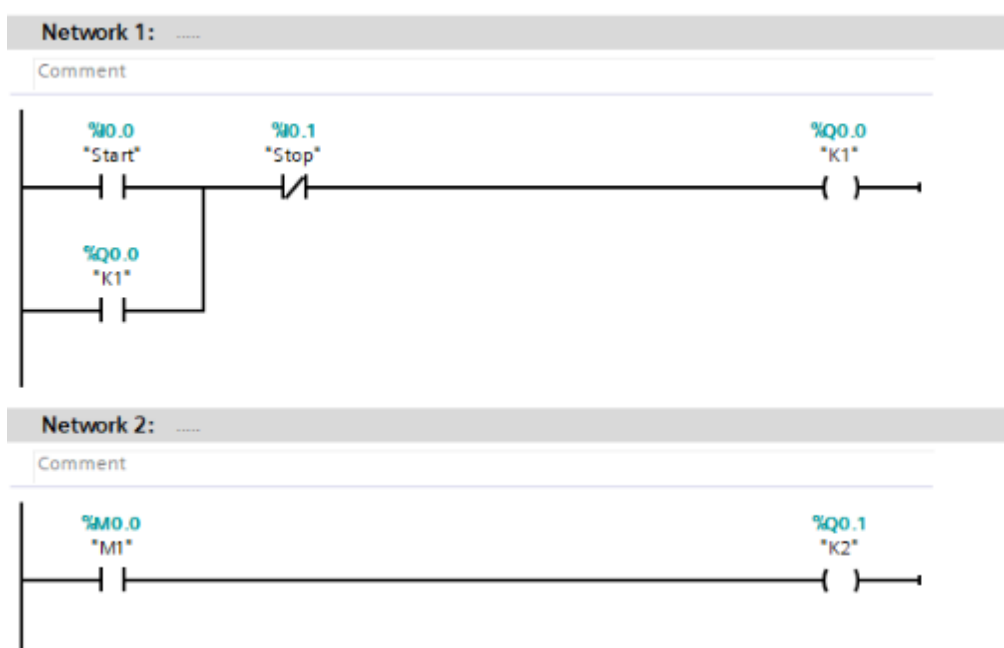 Network 1: .....
Comment
%I0.0 %I0.1 %Q0.0
"Start" "Stop" "K1"
%Q0.0
"K1"
Network 2: .....
Comment
%M0.0 %Q0.1
"M1" "K2"